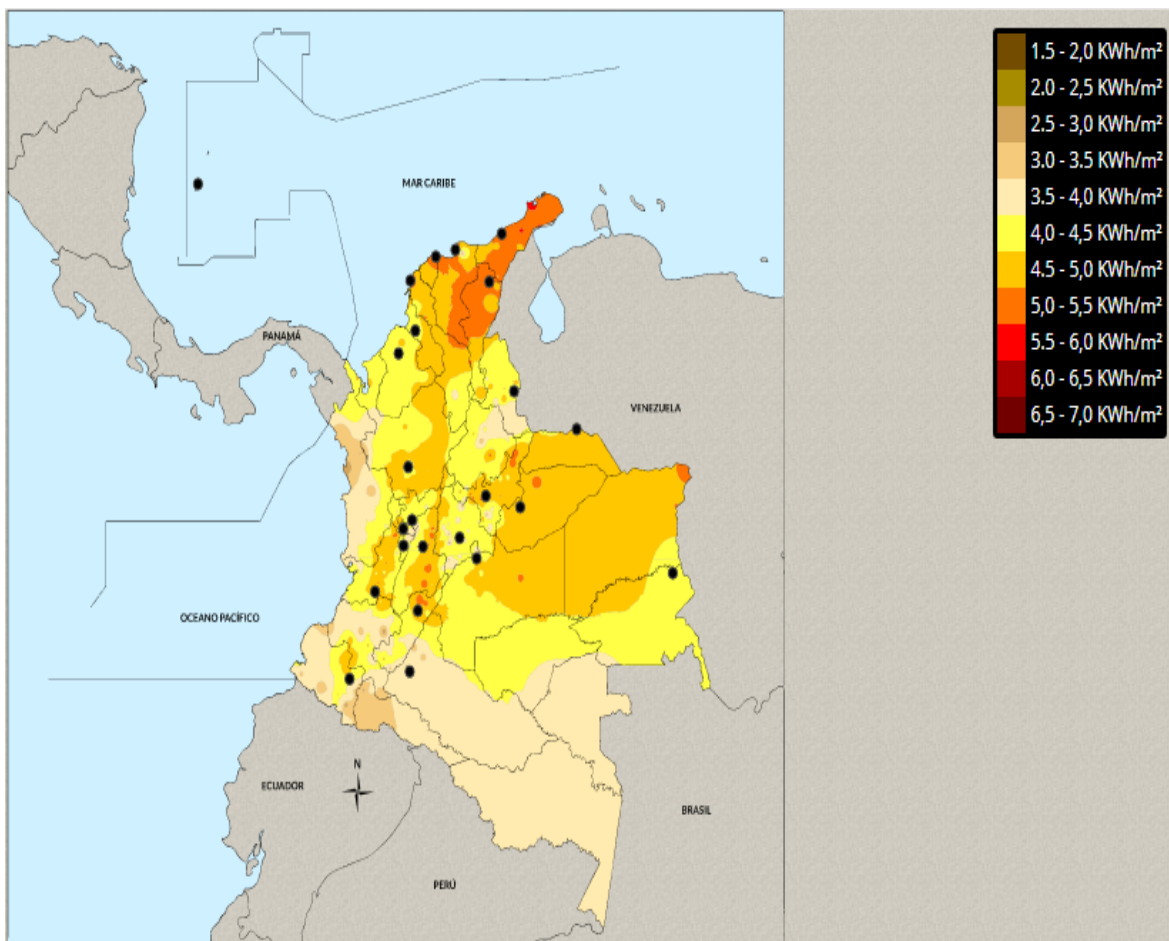 1.5 - 2,0 KWh/m²
2.0 - 2,5 KWh/m²
2.5 - 3,0 KWh/m²
3.0 - 3.5 KWh/m²
3.5 - 4,0 KWh/m²
4,0 - 4,5 KWh/m²
4.5 - 5,0 KWh/m²
5,0 - 5,5 KWh/m²
5.5 - 6,0 KWh/m²
6,0 - 6,5 KWh/m²
6,5 - 7,0 KWh/m²
MAR CARIBE
PANAMÁ
VENEZUELA
OCEANO PACÍFICO
N
ECUADOR
BRASIL
PERÚ